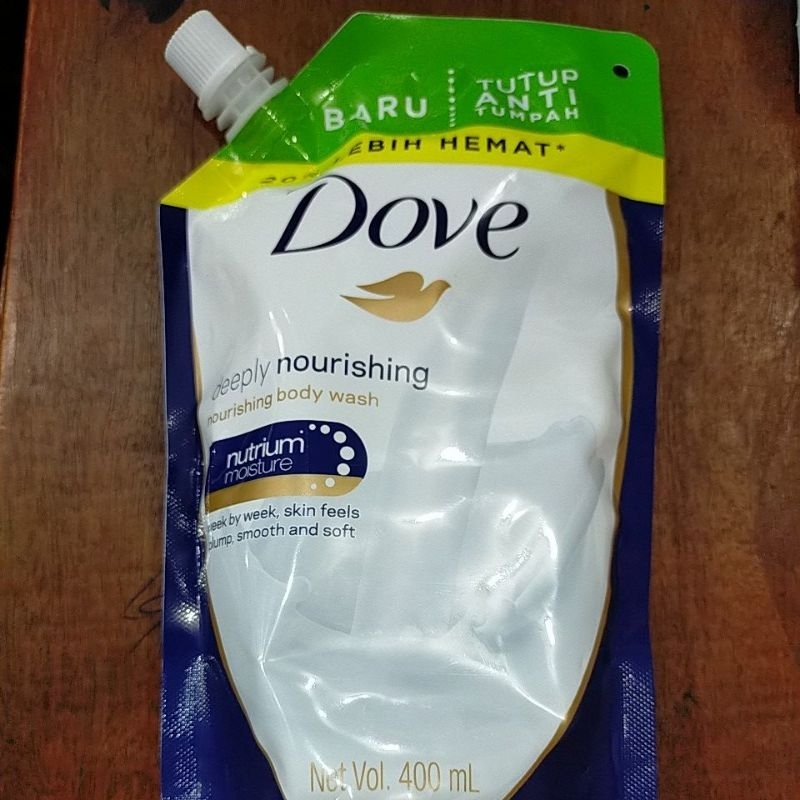 BARU
TUTUP
ANTI
TUMPAH
LEBIH HEMAT*
Dove
deeply nourishing
nourishing body wash
nutrium
moisture
week by week, skin feels
plump, smooth and soft
Net Vol. 400 mL